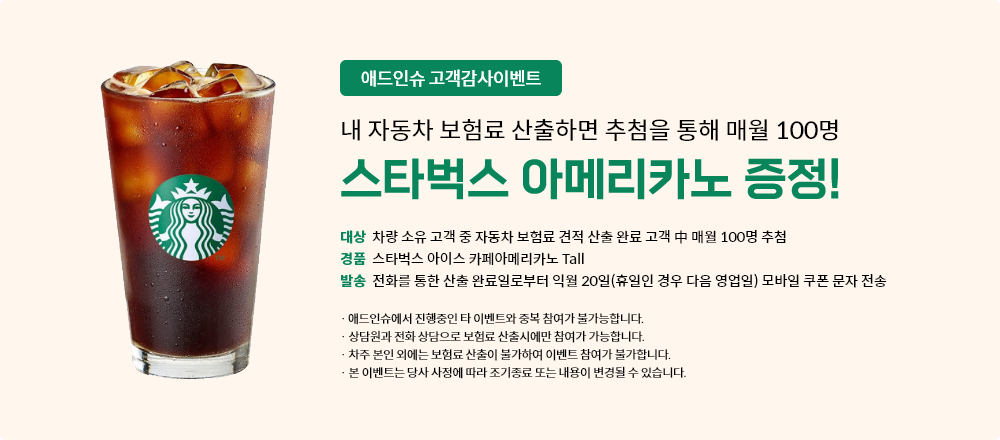 애드인슈 고객감사이벤트
내 자동차 보험료 산출하면 추첨을 통해 매월 100명
스타벅스 아메리카노 증정!
대상 차량 소유 고객 중 자동차 보험료 견적 산출 완료 고객 中 매월 100명 추첨
경품 스타벅스 아이스 카페아메리카노 Tall
발송 전화를 통한 산출 완료일로부터 익월 20일(휴일인 경우 다음 영업일) 모바일 쿠폰 문자 전송
· 애드인슈에서 진행중인 타 이벤트와 중복 참여가 불가능합니다.
· 상담원과 전화 상담으로 보험료 산출시에만 참여가 가능합니다.
· 차주 본인 외에는 보험료 산출이 불가하여 이벤트 참여가 불가합니다.
· 본 이벤트는 당사 사정에 따라 조기종료 또는 내용이 변경될 수 있습니다.